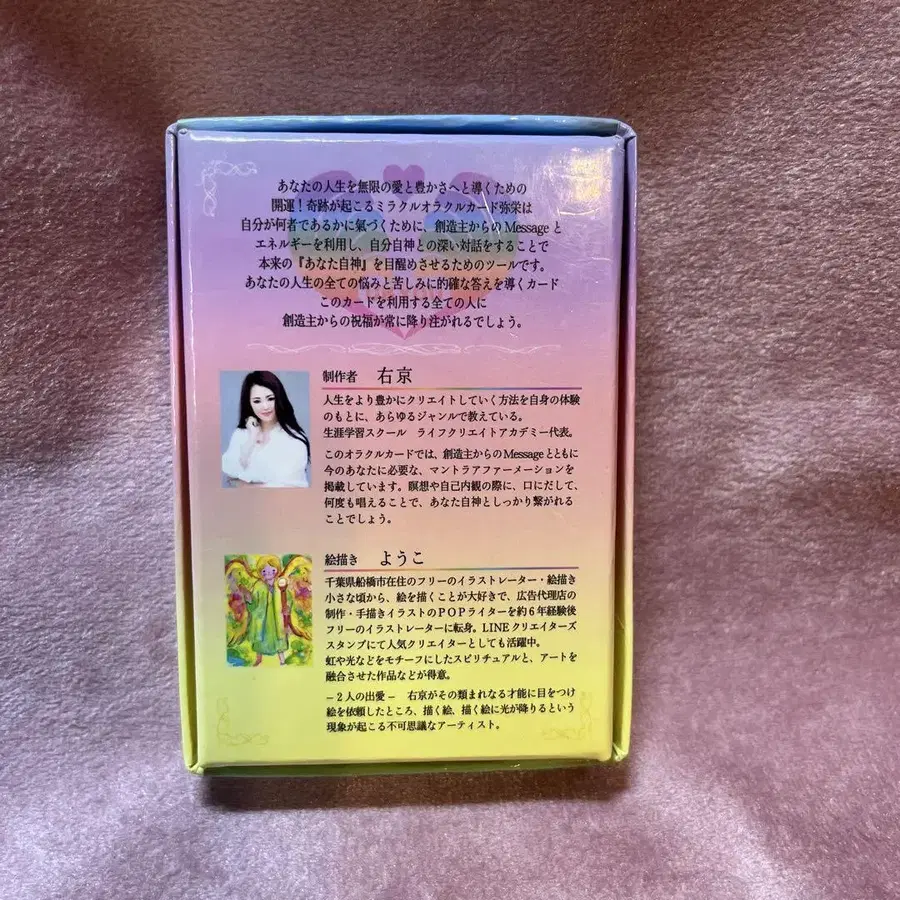 あなたの人生を無限の愛と豊かさへと導くための
開運！奇跡が起こるミラクルオラクルカード弥栄は
自分が何者であるかに氣づくために、創造主からのMessageと
エネルギーを利用し、自分自神との深い対話をすることで
本来の『あなた自神』を目醒めさせるためのツールです。
あなたの人生の全ての悩みと苦しみに的確な答えを導くカード
このカードを利用する全ての人に
創造主からの祝福が常に降り注がれるでしょう。
制作者 右京
人生をより豊かにクリエイトしていく方法を自身の体験
のもとに、あらゆるジャンルで教えている。
生涯学習スクール ライフクリエイトアカデミー代表。
このオラクルカードでは、創造主からのMessageとともに
今のあなたに必要な、マントラアファーメーションを
掲載しています。瞑想や自己内観の際に、口にだして、
何度も唱えることで、あなた自神としっかり繋がれる
ことでしょう。
絵描き ようこ
千葉県船橋市在住のフリーのイラストレーター・絵描き
小さな頃から、絵を描くことが大好きで、広告代理店の
制作・手描きイラストのPOPライターを約6年経験後
フリーのイラストレーターに転身。LINEクリエイターズ
スタンプにて人気クリエイターとしても活躍中。
虹や光などをモチーフにしたスピリチュアルと、アートを
融合させた作品などが得意。
–２人の出愛– 右京がその類まれなる才能に目をつけ
絵を依頼したところ、描く絵、描く絵に光が降りるという
現象が起こる不可思議なアーティスト。